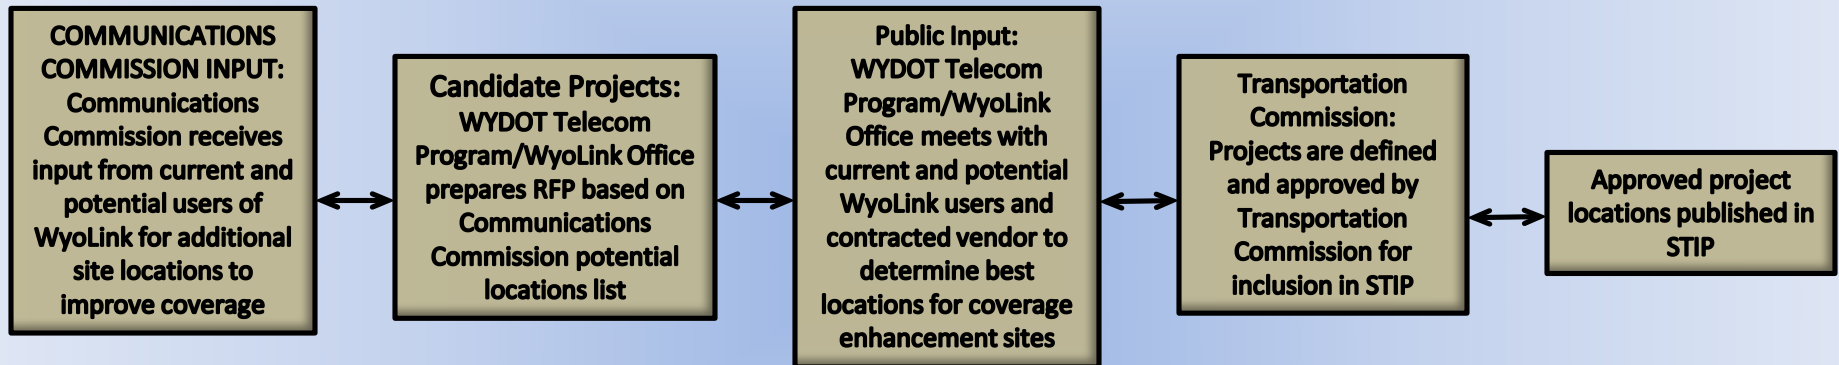 COMMUNICATIONS
COMMISSION INPUT:
Communications
Commission receives
input from current and
potential users of
WyoLink for additional
site locations to
improve coverage
Candidate Projects:
WYDOT Telecom
Program/WyoLink Office
prepares RFP based on
Communications
Commission potential
locations list
Public Input:
WYDOT Telecom
Program/WyoLink
Office meets with
current and potential
WyoLink users and
contracted vendor to
determine best
locations for coverage
enhancement sites
Transportation
Commission:
Projects are defined
and approved by
Transportation
Commission for
inclusion in STIP
Approved project
locations published in
STIP